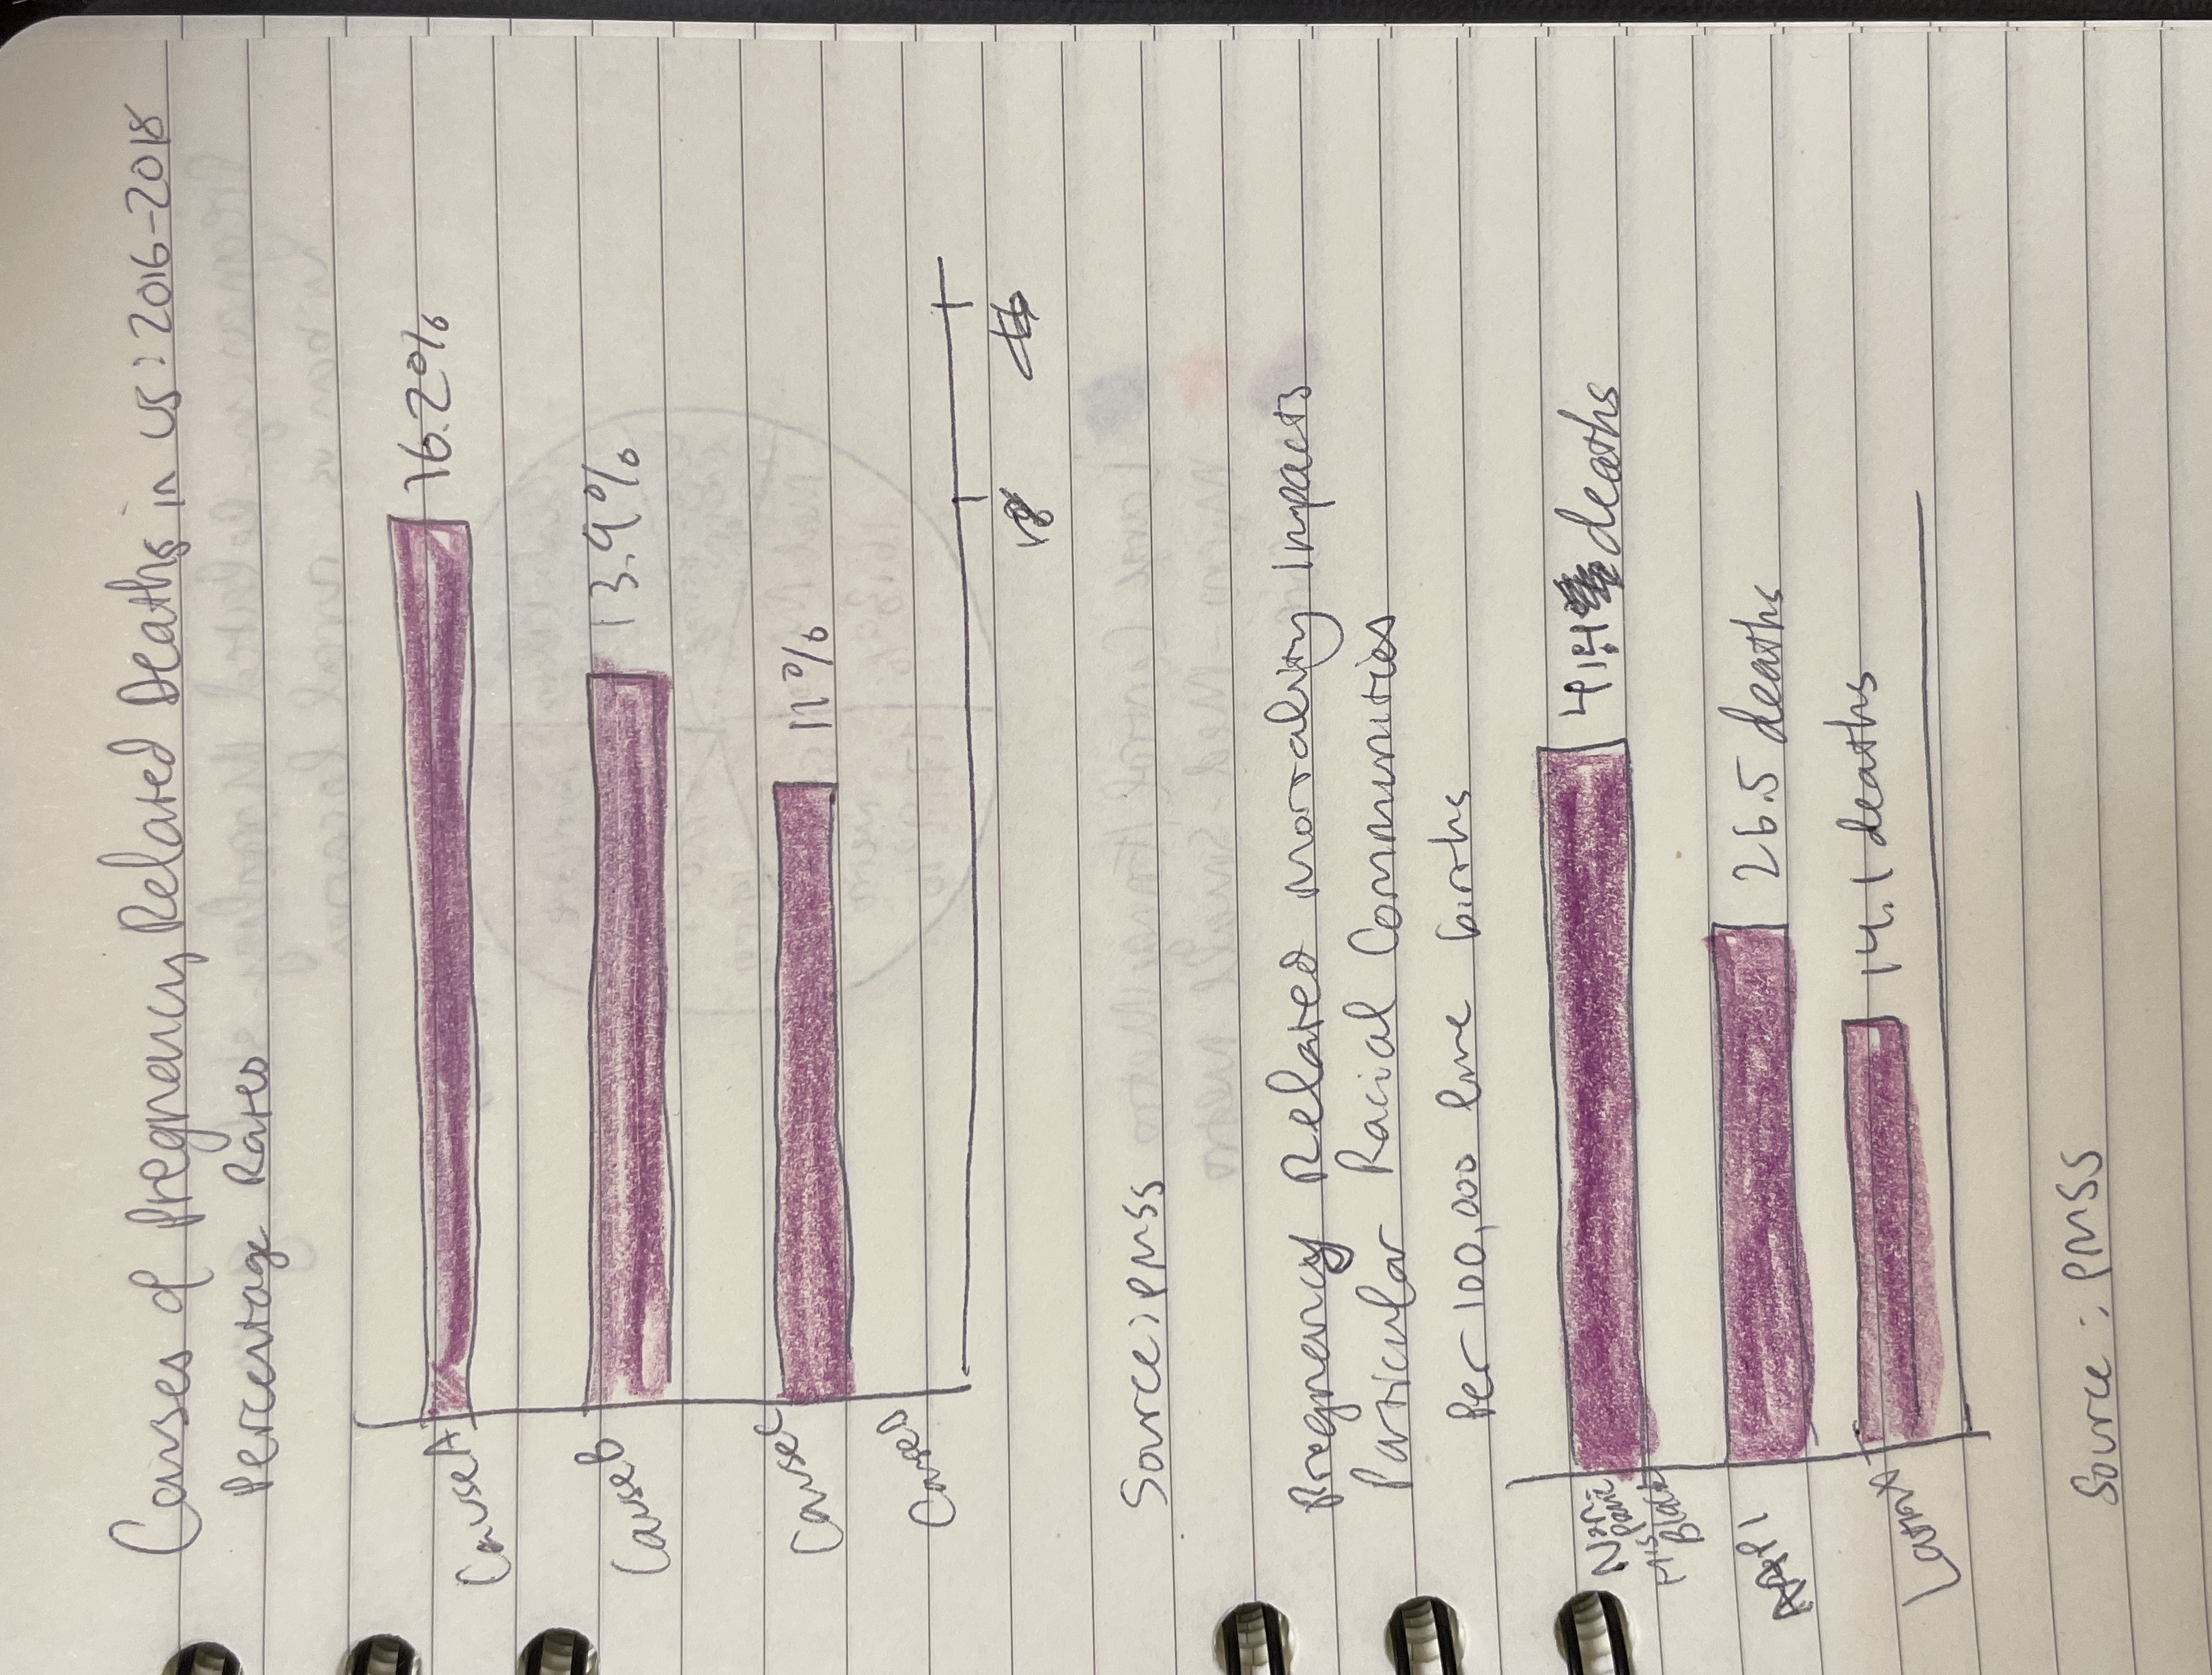 Causes of Pregnancy Related Deaths in US: 2016-2018
Percentage Rates
Cause A 16.2%
Cause B 13.9%
Cause C 11%
Cause D
Source: PMSS
Pregnancy Related Mortality Impacts
Particular Racial Communities
Per 100,000 live births
Non
Hispanic
Black
41.4 deaths
26.5 deaths
LatinX 14.1 deaths
Source: PMSS